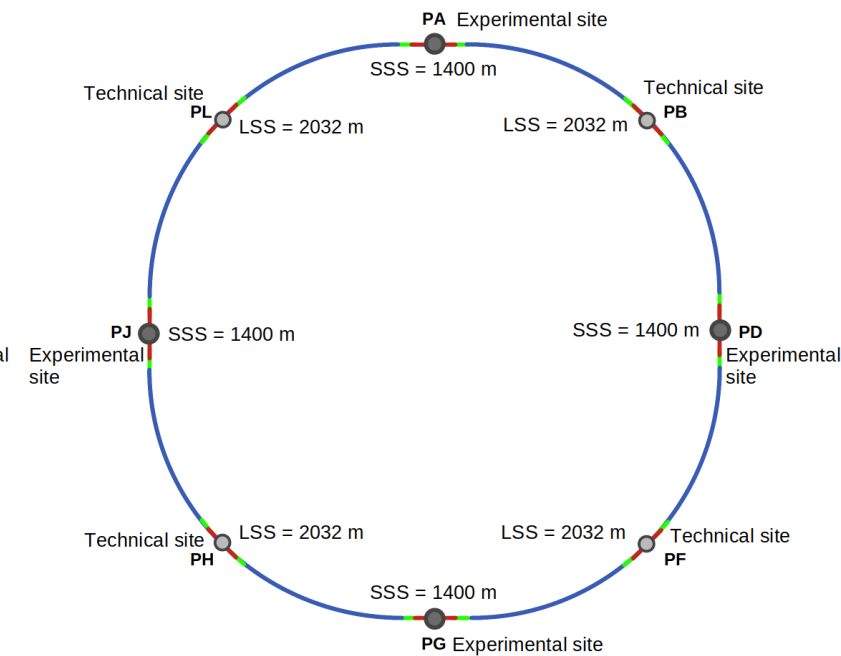 PA Experimental site
SSS = 1400 m
Technical site
PL
LSS = 2032 m
Technical site
PB
LSS = 2032 m
PJ
SSS = 1400 m
Experimental
site
SSS = 1400 m
PD
Experimental
site
Technical site
PH
LSS = 2032 m
LSS = 2032 m
Technical site
PF
SSS = 1400 m
PG Experimental site